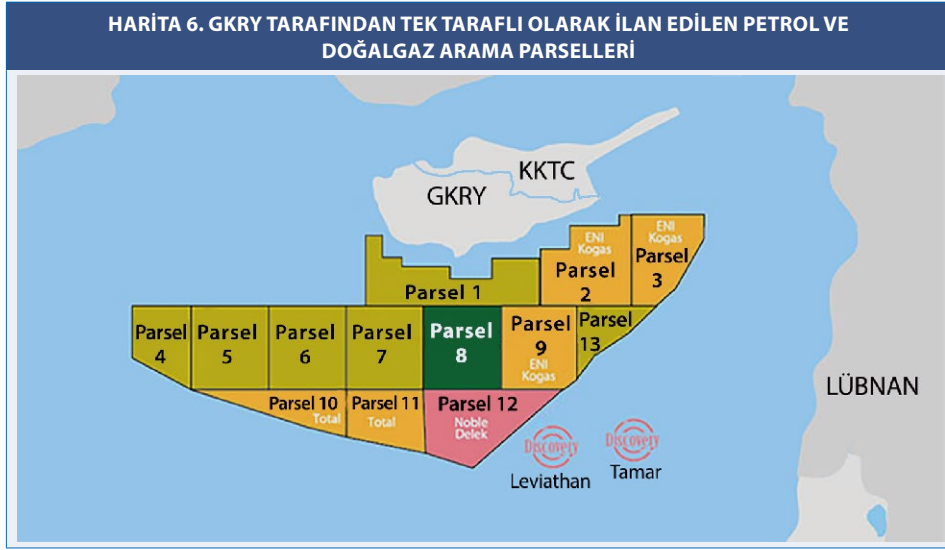 HARİTA 6. GKRY TARAFINDAN TEK TARAFLI OLARAK İLAN EDİLEN PETROL VE
DOĞALGAZ ARAMA PARSELLERİ
KKTC
GKRY
ENI
Kogas
Parsel
2
ENI
Kogas
Parsel
3
Parsel 1
Parsel
4
Parsel
5
Parsel
6
Parsel
7
Parsel
8
Parsel
9
ENI
Kogas
Parsel
13
LÜBNAN
Parsel 10
Total
Parsel 11
Total
Parsel 12
Noble
Delek
Discovery
Leviathan
Discovery
Tamar